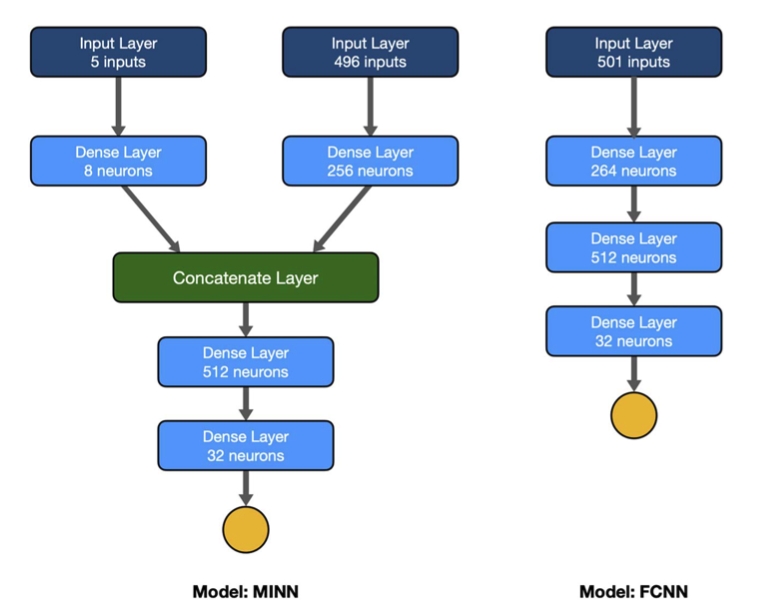 Input Layer
5 inputs
Input Layer
496 inputs
Dense Layer
8 neurons
Dense Layer
256 neurons
Concatenate Layer
Dense Layer
512 neurons
Dense Layer
32 neurons
Model: MINN
Input Layer
501 inputs
Dense Layer
264 neurons
Dense Layer
512 neurons
Dense Layer
32 neurons
Model: FCNN